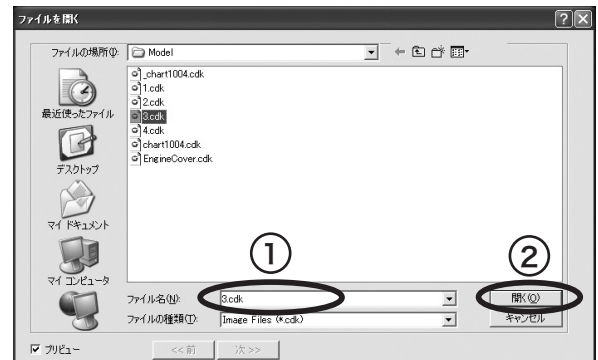 ファイルを開く
ファイルの場所(I):
Model
_chart1004.cdk
1.cdk
2.cdk
3.cdk
4.cdk
chart1004.cdk
EngineCover.cdk
最近使ったファイル
デスクトップ
マイ ドキュメント
マイ コンピュータ
①
②
ファイル名(N):
3.cdk
開く(O)
ファイルの種類(T):
Image Files (*.cdk)
キャンセル
プリビュー
<< 前
次 >>